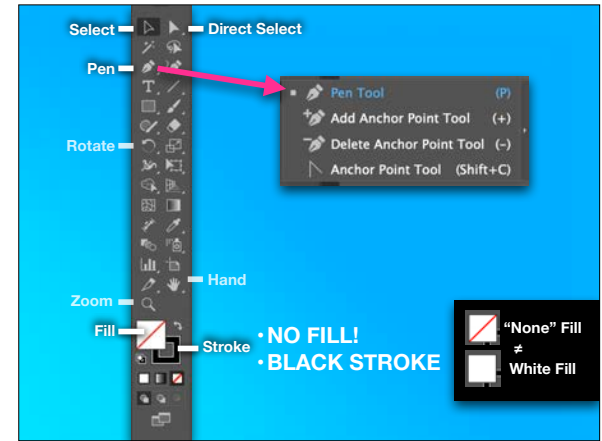 Select
Direct Select
Pen
Pen Tool (P)
Add Anchor Point Tool (+)
Delete Anchor Point Tool (–)
Anchor Point Tool (Shift+C)
Rotate
Hand
Zoom
Fill
Stroke
•NO FILL!
•BLACK STROKE
“None” Fill
≠
White Fill